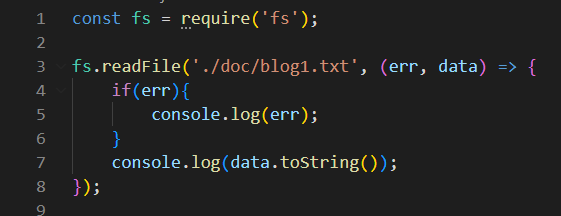 1 const fs = require('fs');
2
3 fs.readFile('./doc/blog1.txt', (err, data) => {
4     if(err){
5         console.log(err);
6     }
7     console.log(data.toString());
8 });
9